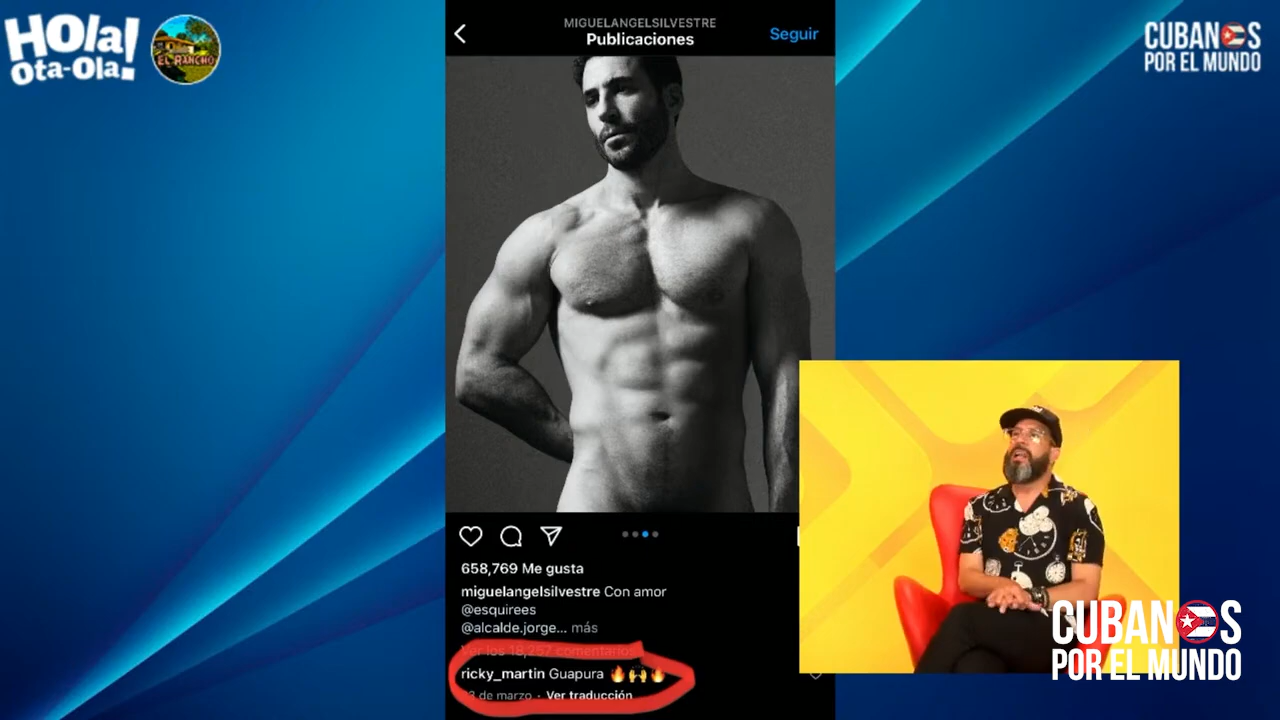 Hola!
Ota-Ola!
EL RANCHO
MIGUELANGELSILVESTRE
Publicaciones
Seguir
CUBANOS
POR EL MUNDO
658,769 Me gusta
miguelangelsilvestre Con amor
@esquirees
@alcalde.jorge... más
Ver los 18,257 comentarios
ricky_martin Guapura 🔥🙌🔥
3 de marzo · Ver traducción
CUBANOS
POR EL MUNDO